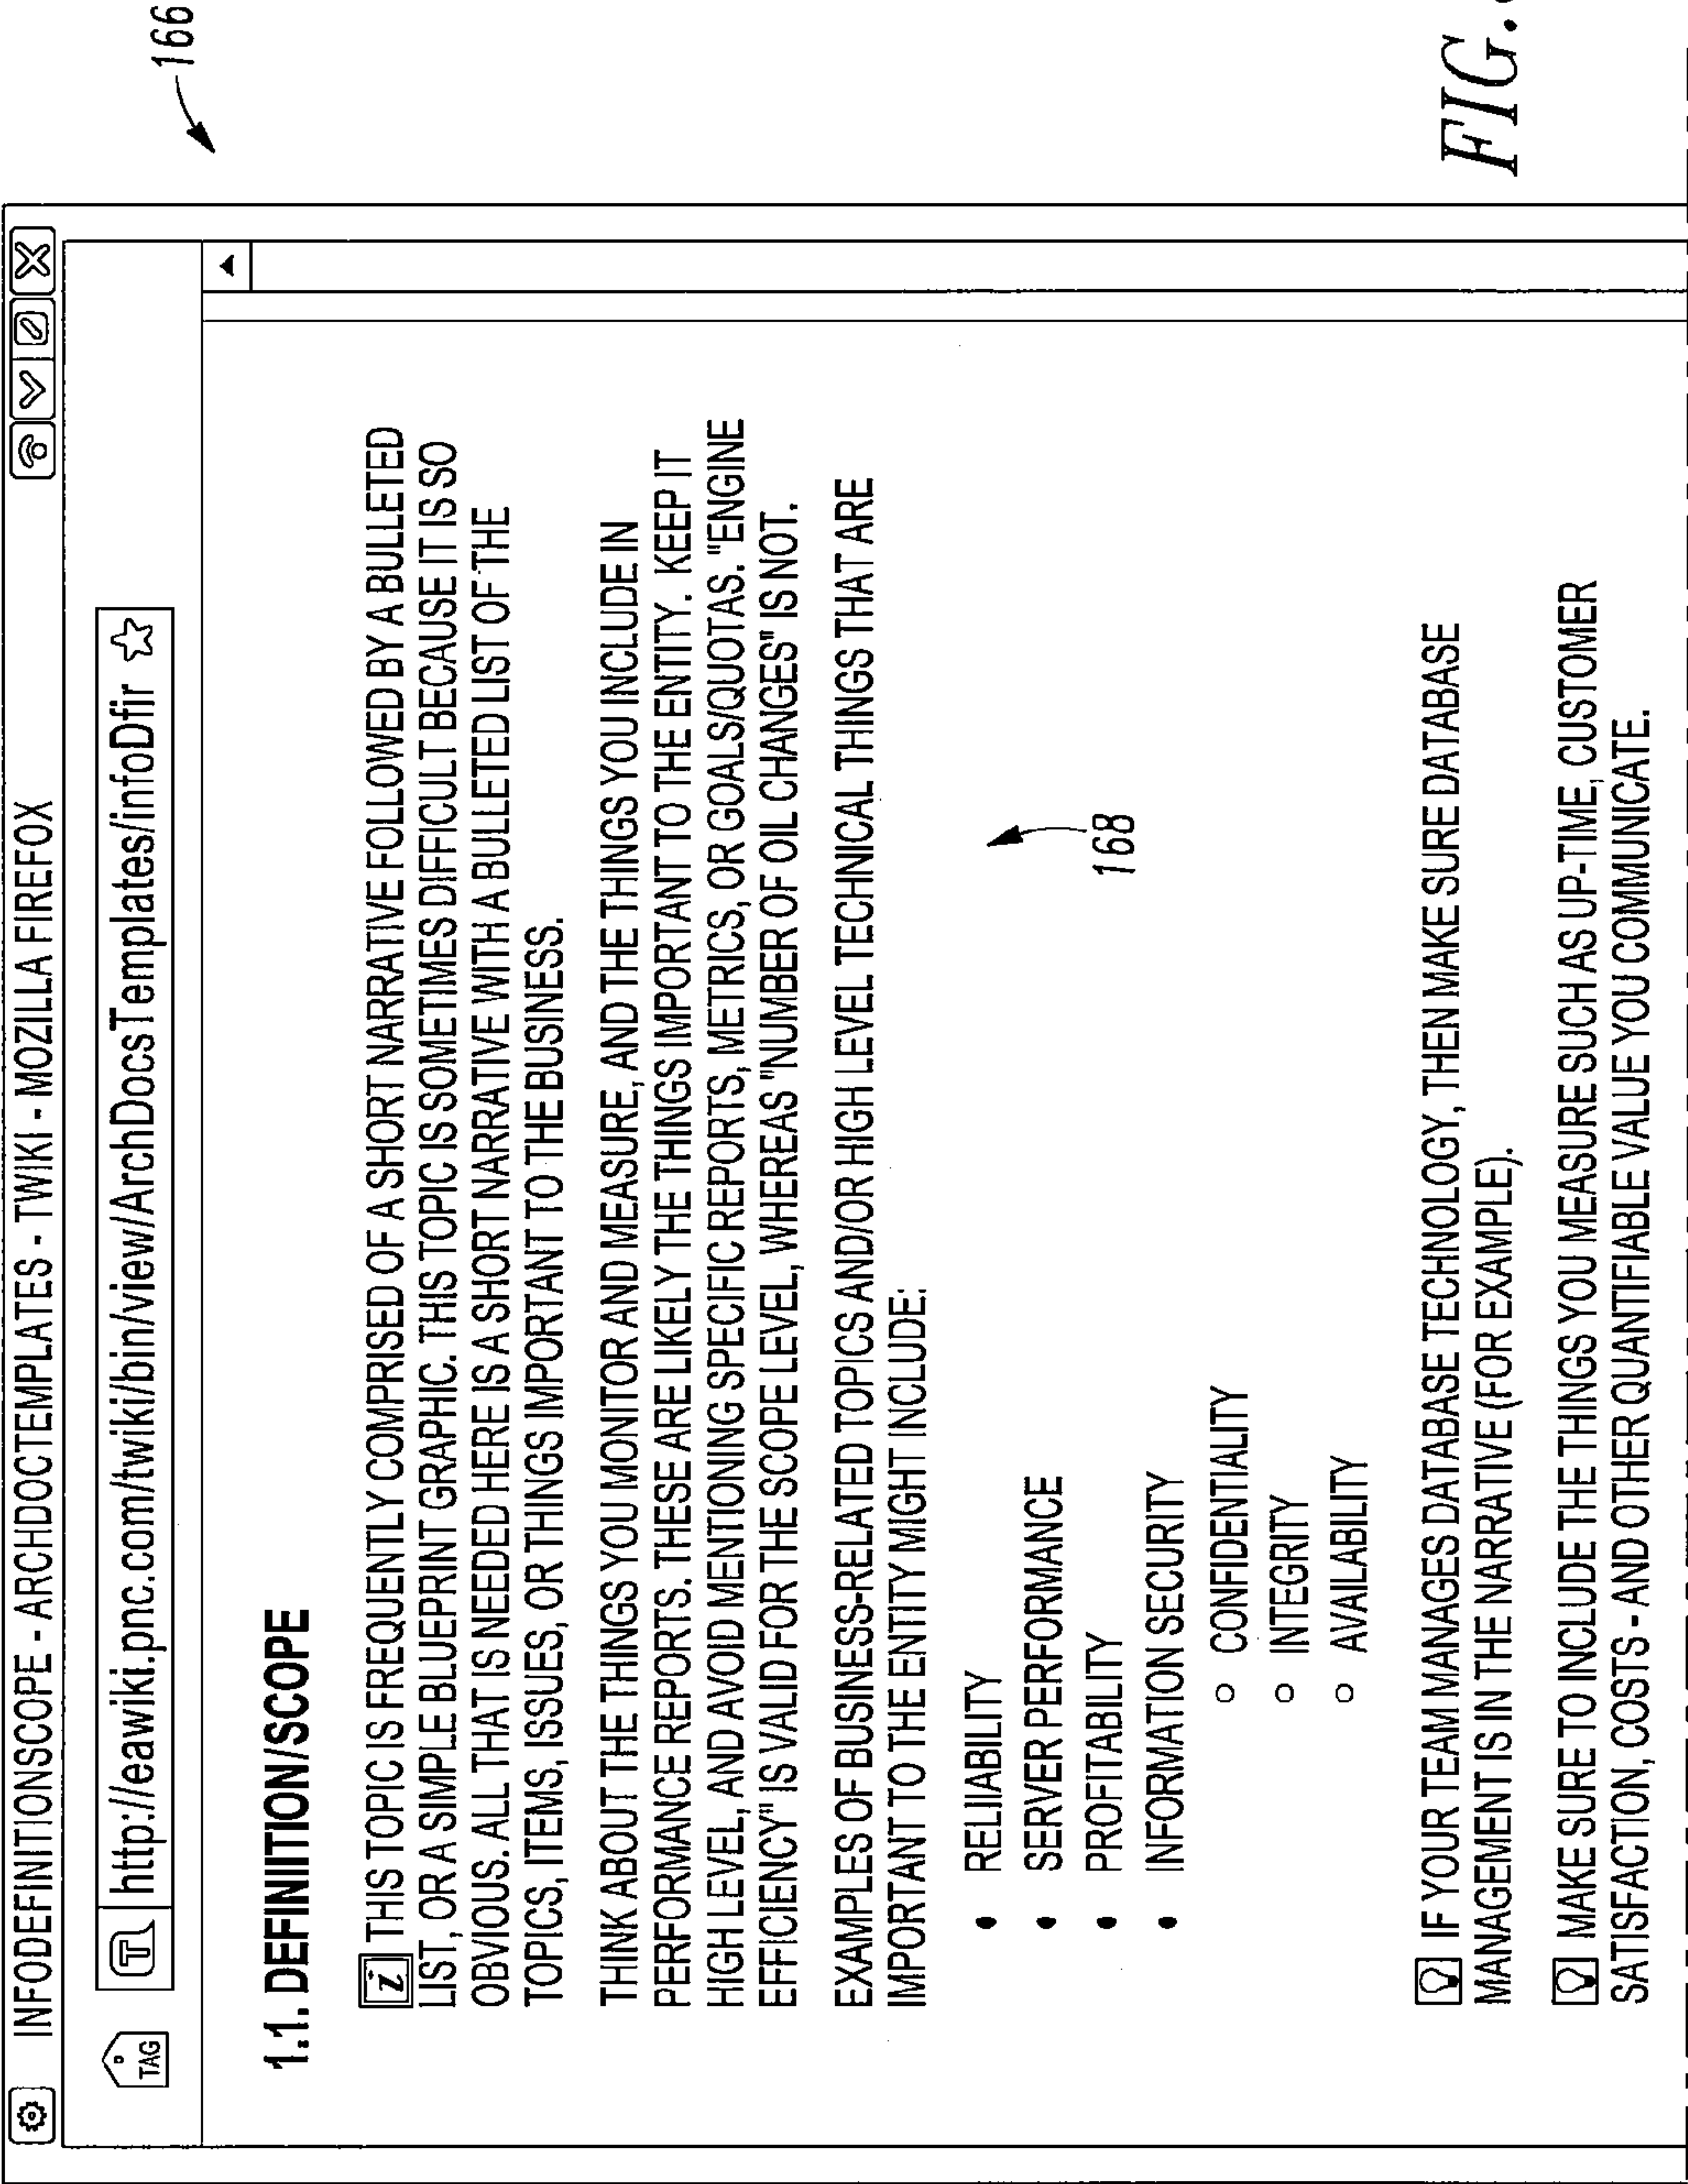 166
INFODEFINITIONSCOPE - ARCHDOCTEMPLATES - TWIKI - MOZILLA FIREFOX
TAG
T http://eawiki.pnc.com/twiki/bin/view/ArchDocsTemplates/infoDfir
1.1. DEFINITION/SCOPE
i THIS TOPIC IS FREQUENTLY COMPRISED OF A SHORT NARRATIVE FOLLOWED BY A BULLETED
LIST, OR A SIMPLE BLUEPRINT GRAPHIC. THIS TOPIC IS SOMETIMES DIFFICULT BECAUSE IT IS SO
OBVIOUS. ALL THAT IS NEEDED HERE IS A SHORT NARRATIVE WITH A BULLETED LIST OF THE
TOPICS, ITEMS, ISSUES, OR THINGS IMPORTANT TO THE BUSINESS.
THINK ABOUT THE THINGS YOU MONITOR AND MEASURE, AND THE THINGS YOU INCLUDE IN
PERFORMANCE REPORTS. THESE ARE LIKELY THE THINGS IMPORTANT TO THE ENTITY. KEEP IT
HIGH LEVEL, AND AVOID MENTIONING SPECIFIC REPORTS, METRICS, OR GOALS/QUOTAS. "ENGINE
EFFICIENCY" IS VALID FOR THE SCOPE LEVEL, WHEREAS "NUMBER OF OIL CHANGES" IS NOT.
EXAMPLES OF BUSINESS-RELATED TOPICS AND/OR HIGH LEVEL TECHNICAL THINGS THAT ARE
IMPORTANT TO THE ENTITY MIGHT INCLUDE:
• RELIABILITY
• SERVER PERFORMANCE
• PROFITABILITY
• INFORMATION SECURITY
○ CONFIDENTIALITY
○ INTEGRITY
○ AVAILABILITY
168
IF YOUR TEAM MANAGES DATABASE TECHNOLOGY, THEN MAKE SURE DATABASE
MANAGEMENT IS IN THE NARRATIVE (FOR EXAMPLE).
MAKE SURE TO INCLUDE THE THINGS YOU MEASURE SUCH AS UP-TIME, CUSTOMER
SATISFACTION, COSTS - AND OTHER QUANTIFIABLE VALUE YOU COMMUNICATE.
FIG.